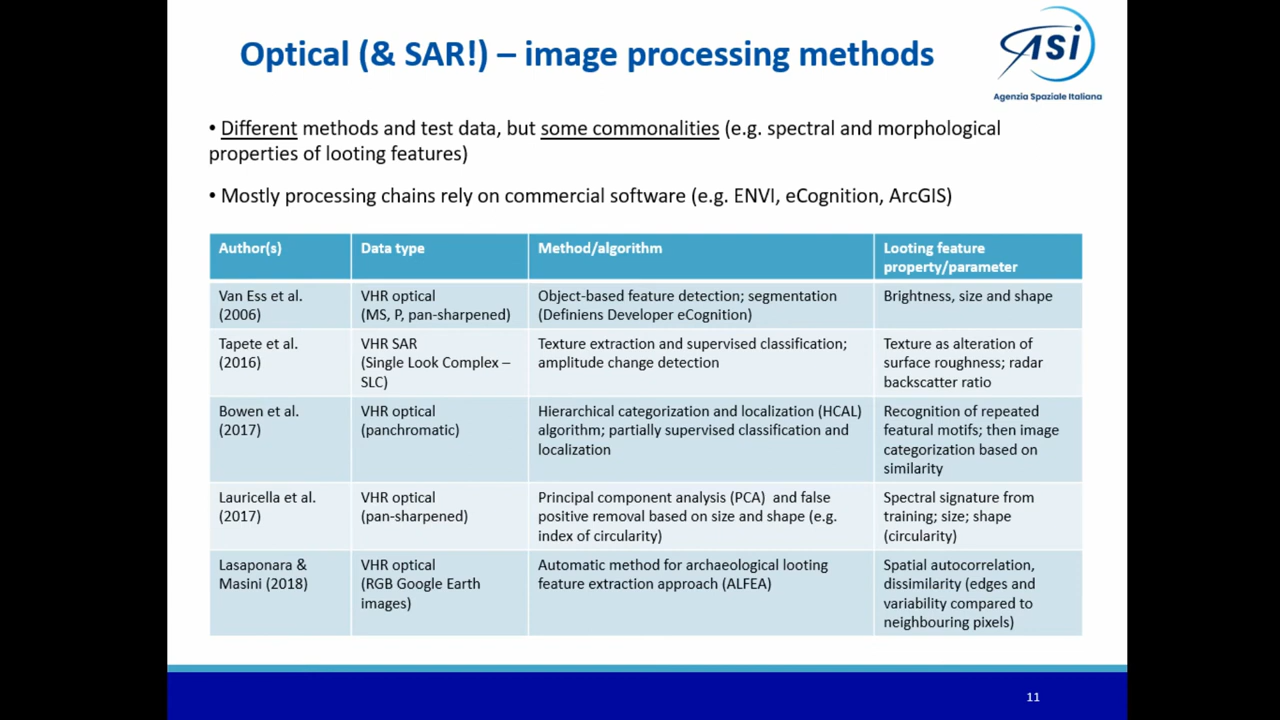 Optical (& SAR!) – image processing methods
ASI
Agenzia Spaziale Italiana
• Different methods and test data, but some commonalities (e.g. spectral and morphological
properties of looting features)
• Mostly processing chains rely on commercial software (e.g. ENVI, eCognition, ArcGIS)
Author(s)
Data type
Method/algorithm
Looting feature
property/parameter
Van Ess et al.
(2006)
VHR optical
(MS, P, pan-sharpened)
Object-based feature detection; segmentation
(Definiens Developer eCognition)
Brightness, size and shape
Tapete et al.
(2016)
VHR SAR
(Single Look Complex –
SLC)
Texture extraction and supervised classification;
amplitude change detection
Texture as alteration of
surface roughness; radar
backscatter ratio
Bowen et al.
(2017)
VHR optical
(panchromatic)
Hierarchical categorization and localization (HCAL)
algorithm; partially supervised classification and
localization
Recognition of repeated
featural motifs; then image
categorization based on
similarity
Lauricella et al.
(2017)
VHR optical
(pan-sharpened)
Principal component analysis (PCA) and false
positive removal based on size and shape (e.g.
index of circularity)
Spectral signature from
training; size; shape
(circularity)
Lasaponara &
Masini (2018)
VHR optical
(RGB Google Earth
images)
Automatic method for archaeological looting
feature extraction approach (ALFEA)
Spatial autocorrelation,
dissimilarity (edges and
variability compared to
neighbouring pixels)
11